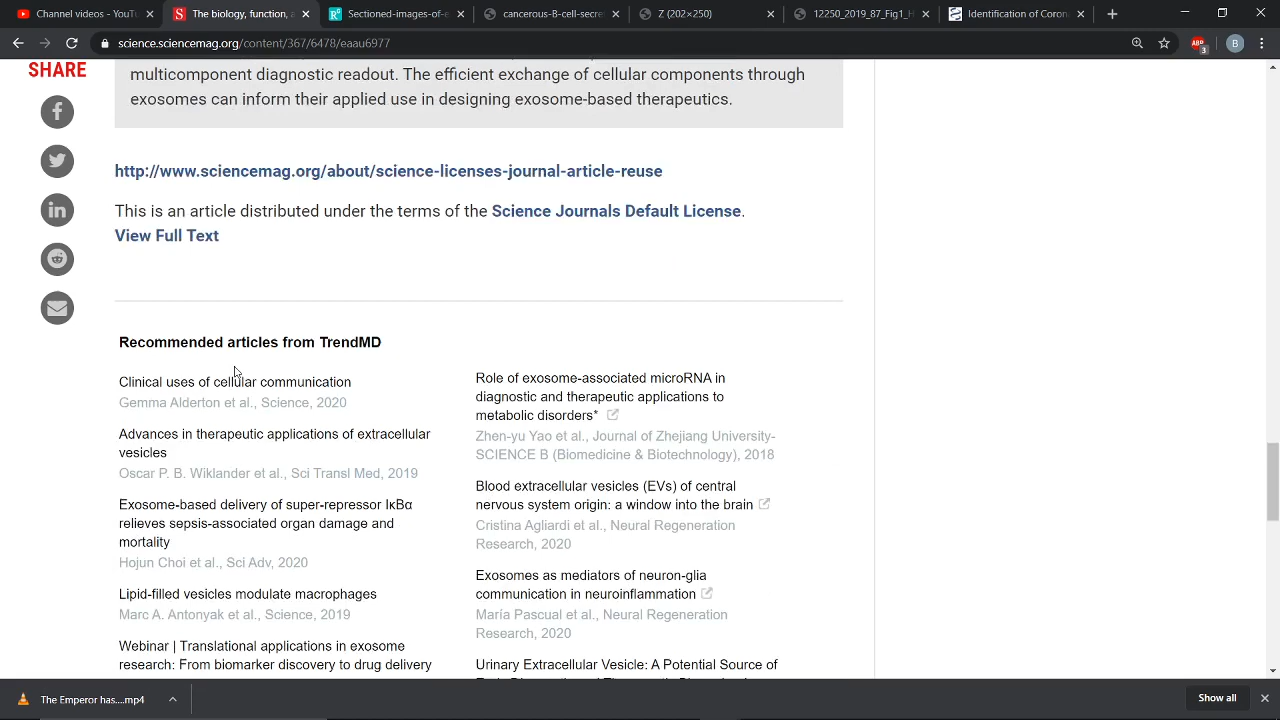 Channel videos - YouTu
The biology, function, a
Sectioned-images-of-e
cancerous-B-cell-secre
Z (202×250)
12250_2019_87_Fig1_H
Identification of Coron
science.sciencemag.org/content/367/6478/eaau6977
ABP
3
B
SHARE
multicomponent diagnostic readout. The efficient exchange of cellular components through
exosomes can inform their applied use in designing exosome-based therapeutics.
http://www.sciencemag.org/about/science-licenses-journal-article-reuse
This is an article distributed under the terms of the Science Journals Default License.
View Full Text
Recommended articles from TrendMD
Clinical uses of cellular communication
Gemma Alderton et al., Science, 2020
Advances in therapeutic applications of extracellular
vesicles
Oscar P. B. Wiklander et al., Sci Transl Med, 2019
Exosome-based delivery of super-repressor IκBα
relieves sepsis-associated organ damage and
mortality
Hojun Choi et al., Sci Adv, 2020
Lipid-filled vesicles modulate macrophages
Marc A. Antonyak et al., Science, 2019
Webinar | Translational applications in exosome
research: From biomarker discovery to drug delivery
Role of exosome-associated microRNA in
diagnostic and therapeutic applications to
metabolic disorders*
Zhen-yu Yao et al., Journal of Zhejiang University-
SCIENCE B (Biomedicine & Biotechnology), 2018
Blood extracellular vesicles (EVs) of central
nervous system origin: a window into the brain
Cristina Agliardi et al., Neural Regeneration
Research, 2020
Exosomes as mediators of neuron-glia
communication in neuroinflammation
María Pascual et al., Neural Regeneration
Research, 2020
Urinary Extracellular Vesicle: A Potential Source of
The Emperor has....mp4
Show all